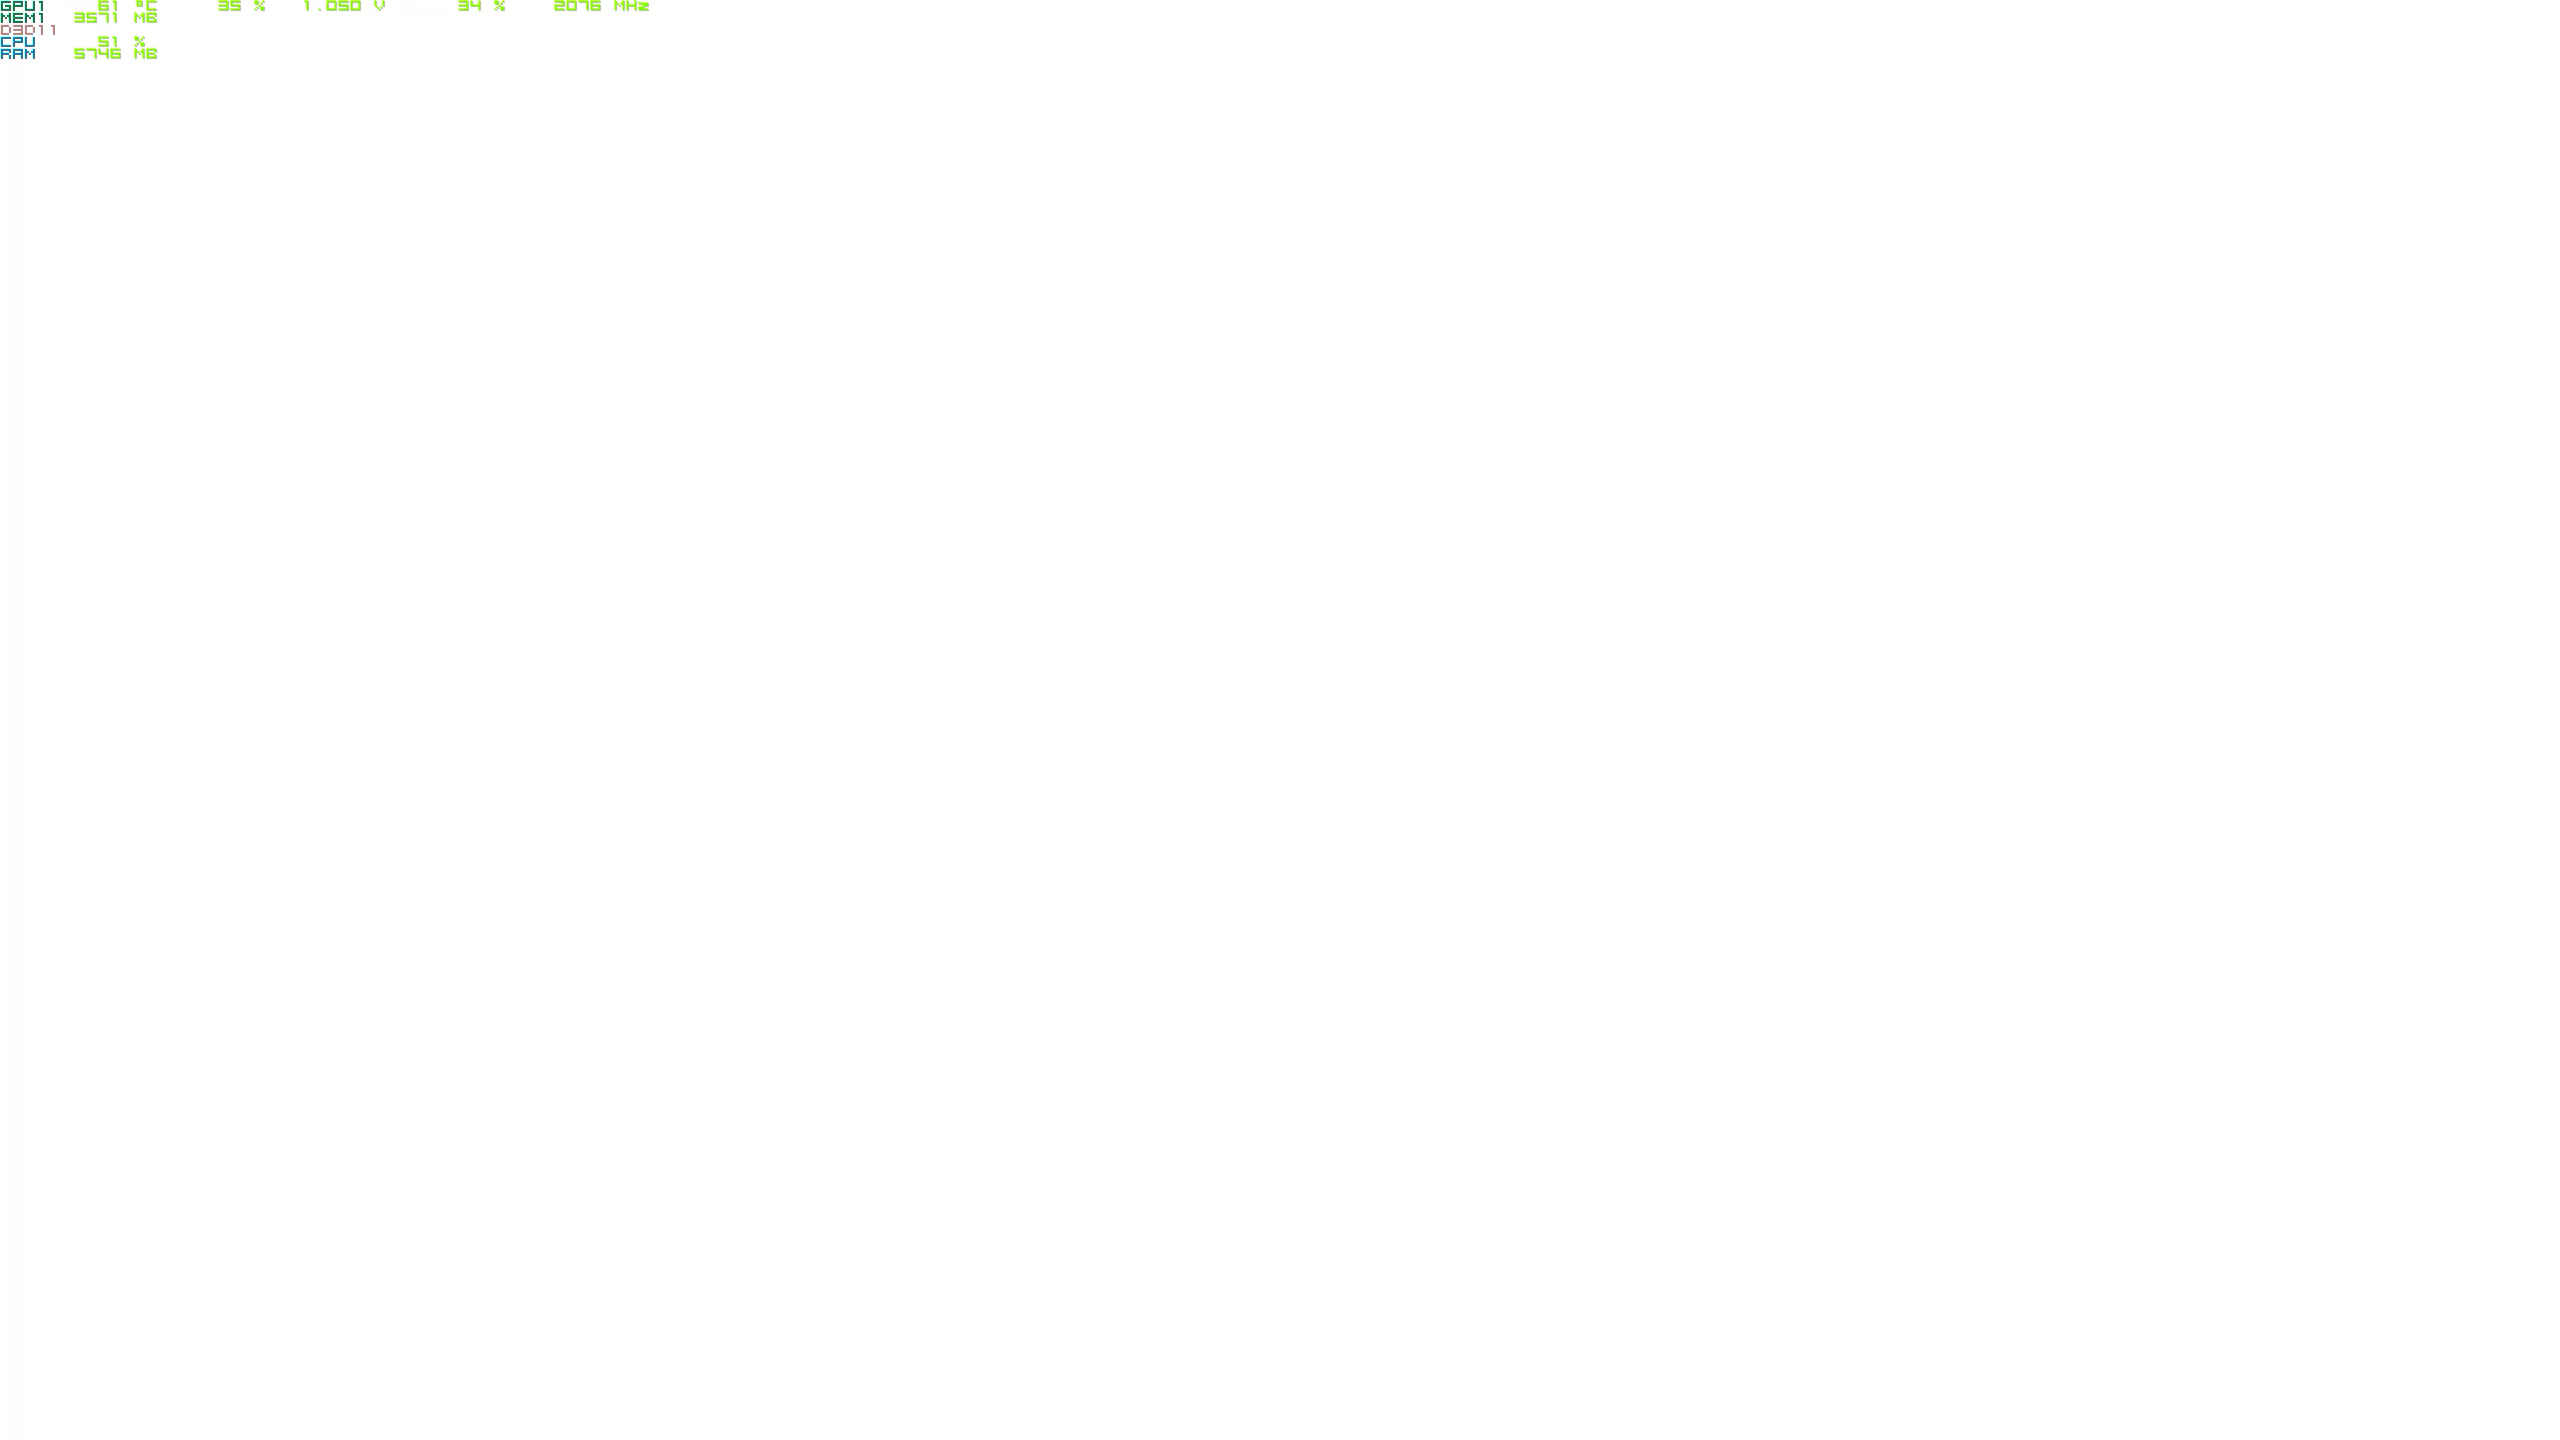 GPU1 61 °C 35 % 1.050 V 34 % 2076 MHz
MEM1 3571 MB
D3D11
CPU 51 %
RAM 5746 MB